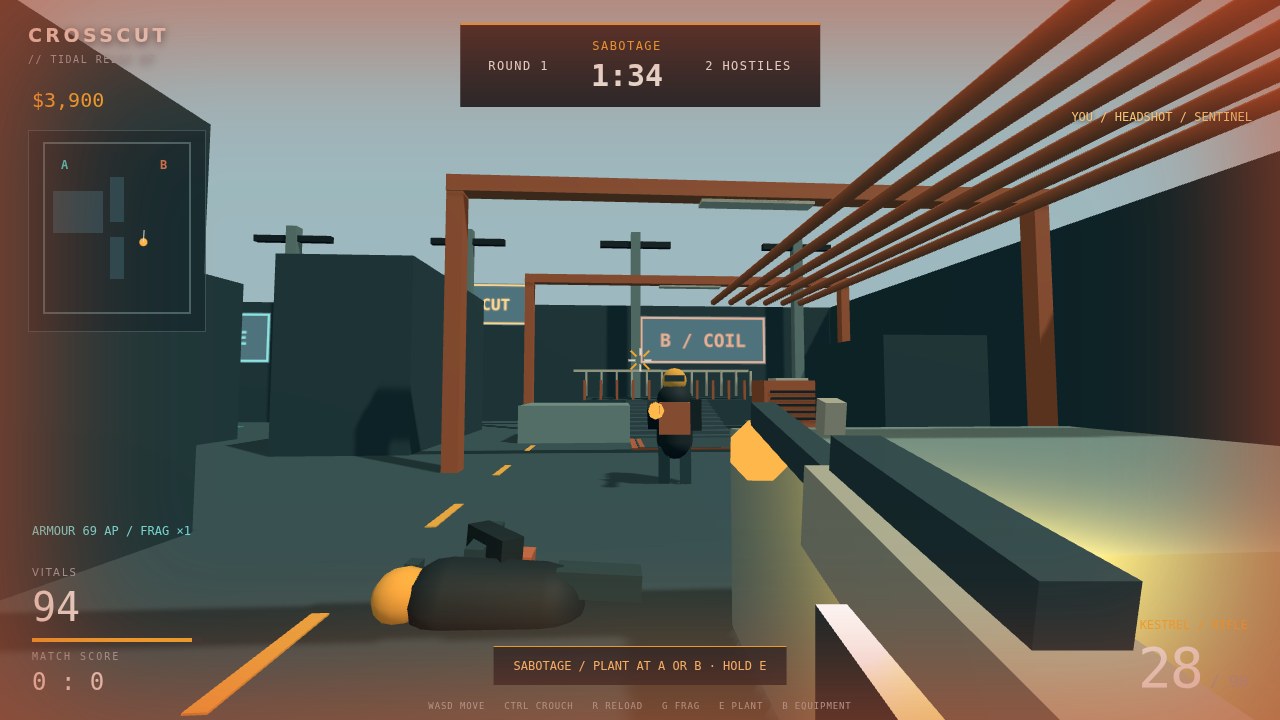 CROSSCUT
// TIDAL
$3,900
A B
SABOTAGE
ROUND 1 1:34 2 HOSTILES
YOU / HEADSHOT / SENTINEL
CUT
E
B / COIL
ARMOUR 69 AP / FRAG ×1
VITALS
94
MATCH SCORE
0 : 0
SABOTAGE / PLANT AT A OR B · HOLD E
WASD MOVE CTRL CROUCH R RELOAD G FRAG E PLANT B EQUIPMENT
KESTREL
28